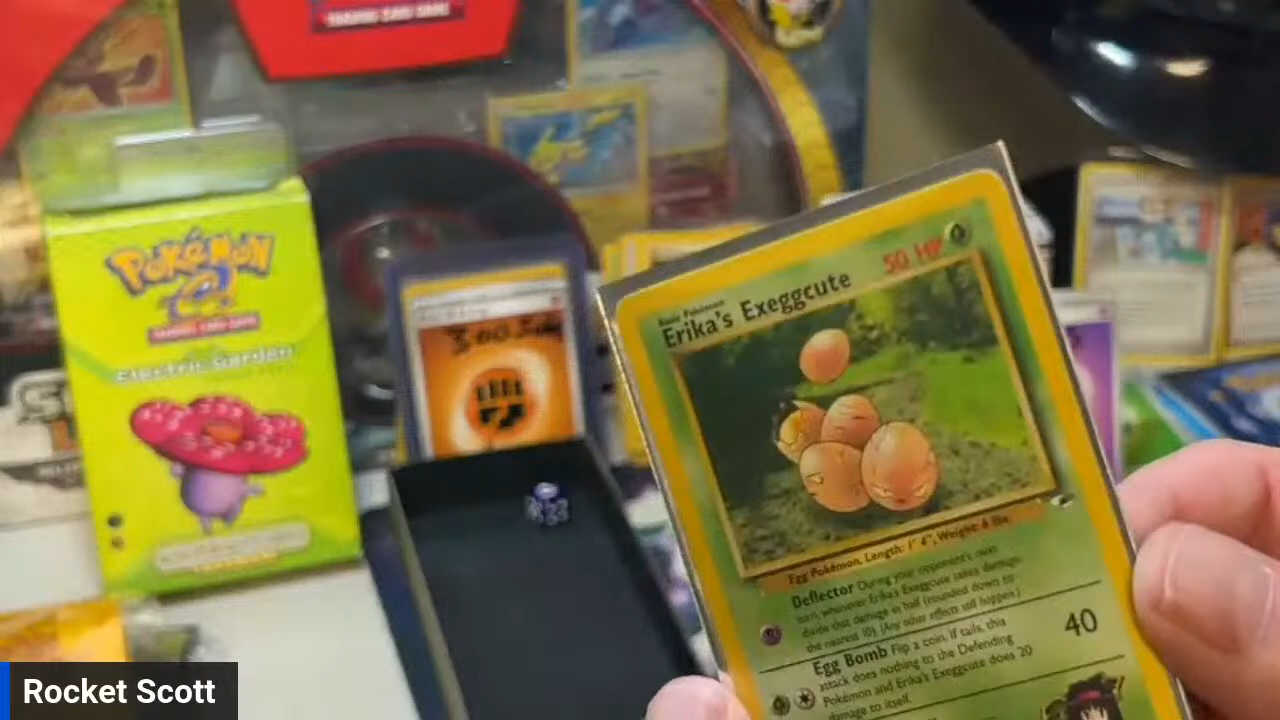 TRADING CARD GAME
POKéMON
e
TRADING CARD GAME
Electric Garden
Basic Pokémon
Erika's Exeggcute
50 HP
Egg Pokémon. Length: 1' 4", Weight: 6 lbs.
Deflector During your opponent's next
turn, whenever Erika's Exeggcute takes damage,
divide that damage in half (rounded down to
the nearest 10). (Any other effects still happen.)
Egg Bomb Flip a coin. If tails, this
attack does nothing to the Defending
Pokémon and Erika's Exeggcute does 20
damage to itself.
40
Rocket Scott